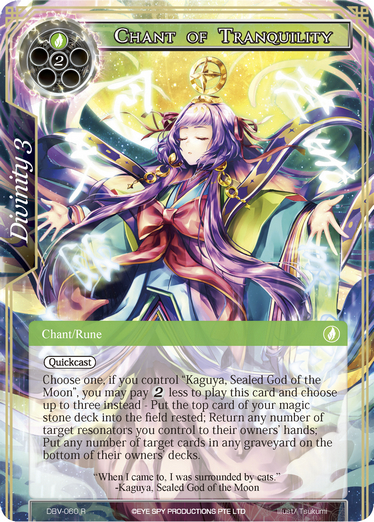 Chant of Tranquility
2
Divinity 3
Chant/Rune
Quickcast
Choose one, if you control “Kaguya, Sealed God of the
Moon”, you may pay 2 less to play this card and choose
up to three instead - Put the top card of your magic
stone deck into the field rested; Return any number of
target resonators you control to their owners' hands;
Put any number of target cards in any graveyard on the
bottom of their owners' decks.
“When I came to, I was surrounded by cats.”
-Kaguya, Sealed God of the Moon
DBV-060 R
©EYE SPY PRODUCTIONS PTE LTD
Illust/ Tsukumi